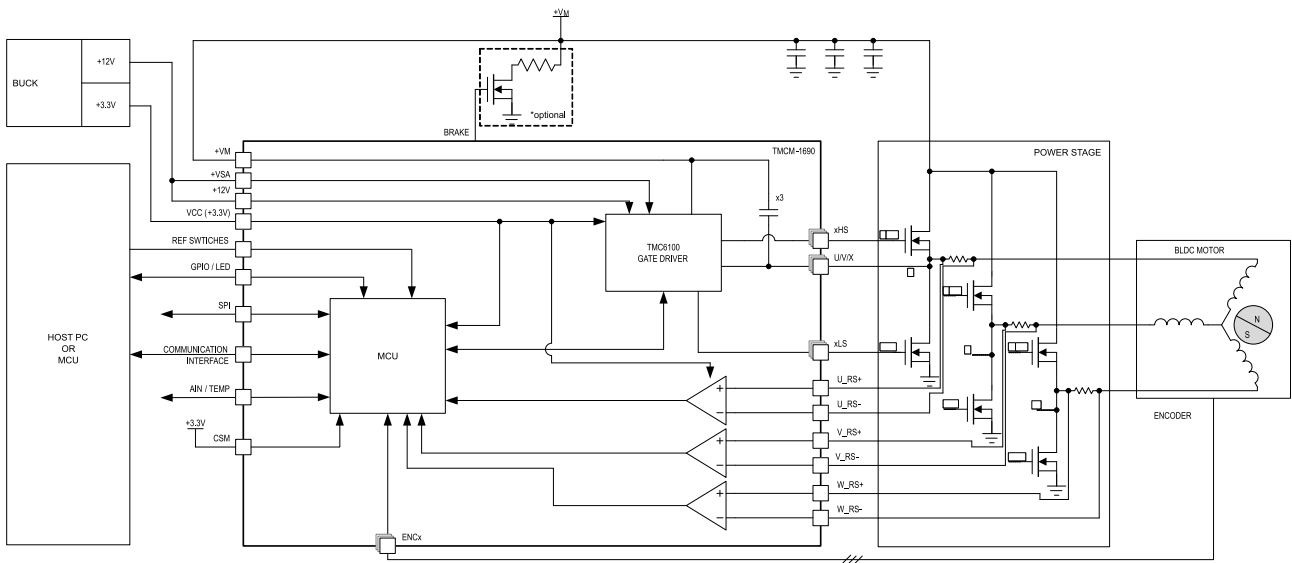 +VM
+12V
BUCK
+3.3V
*optional
BRAKE
TMCM-1690
POWER STAGE
+VM
+VSA
+12V
VCC (+3.3V)
x3
REF SWTICHES
TMC6100
GATE DRIVER
xHS
U/V/X
BLDC MOTOR
GPIO / LED
SPI
N
S
HOST PC
OR
MCU
COMMUNICATION
INTERFACE
MCU
xLS
AIN / TEMP
U_RS+
+
U_RS-
−
ENCODER
+3.3V
CSM
V_RS+
+
V_RS-
−
W_RS+
+
W_RS-
−
ENCx